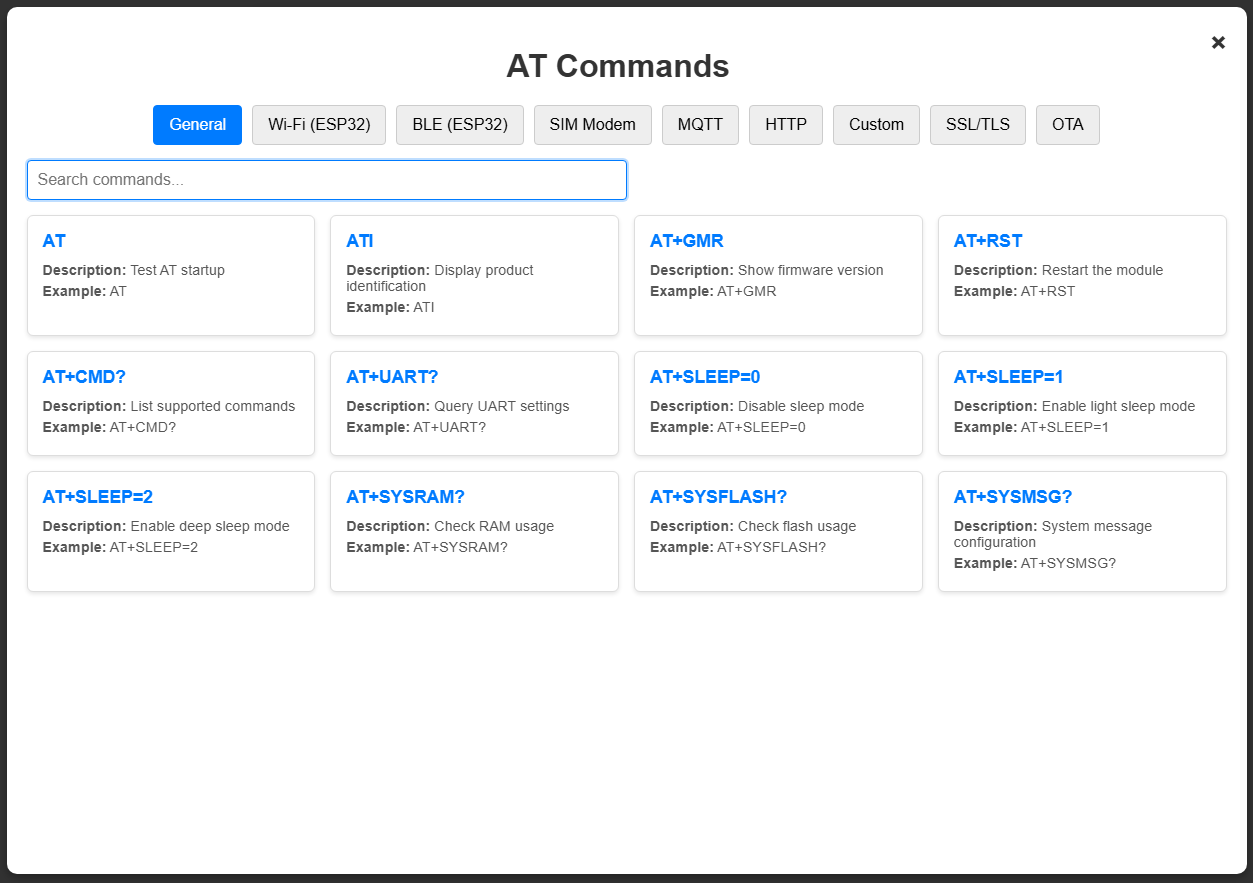 ×
AT Commands
General
Wi-Fi (ESP32)
BLE (ESP32)
SIM Modem
MQTT
HTTP
Custom
SSL/TLS
OTA
Search commands...
AT
Description: Test AT startup
Example: AT
ATI
Description: Display product
identification
Example: ATI
AT+GMR
Description: Show firmware version
Example: AT+GMR
AT+RST
Description: Restart the module
Example: AT+RST
AT+CMD?
Description: List supported commands
Example: AT+CMD?
AT+UART?
Description: Query UART settings
Example: AT+UART?
AT+SLEEP=0
Description: Disable sleep mode
Example: AT+SLEEP=0
AT+SLEEP=1
Description: Enable light sleep mode
Example: AT+SLEEP=1
AT+SLEEP=2
Description: Enable deep sleep mode
Example: AT+SLEEP=2
AT+SYSRAM?
Description: Check RAM usage
Example: AT+SYSRAM?
AT+SYSFLASH?
Description: Check flash usage
Example: AT+SYSFLASH?
AT+SYSMSG?
Description: System message
configuration
Example: AT+SYSMSG?